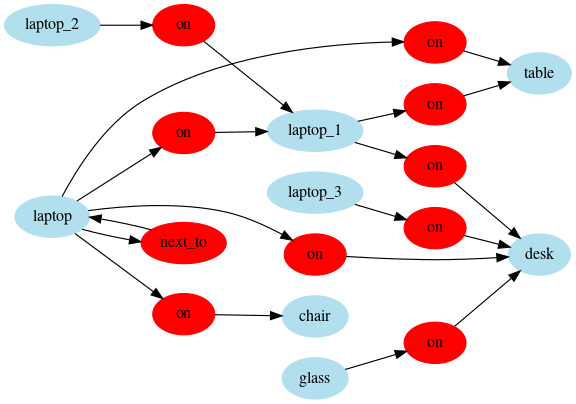 laptop_2
on
on
table
on
on
laptop_1
on
laptop_3
laptop
on
next_to
on
desk
on
chair
on
glass